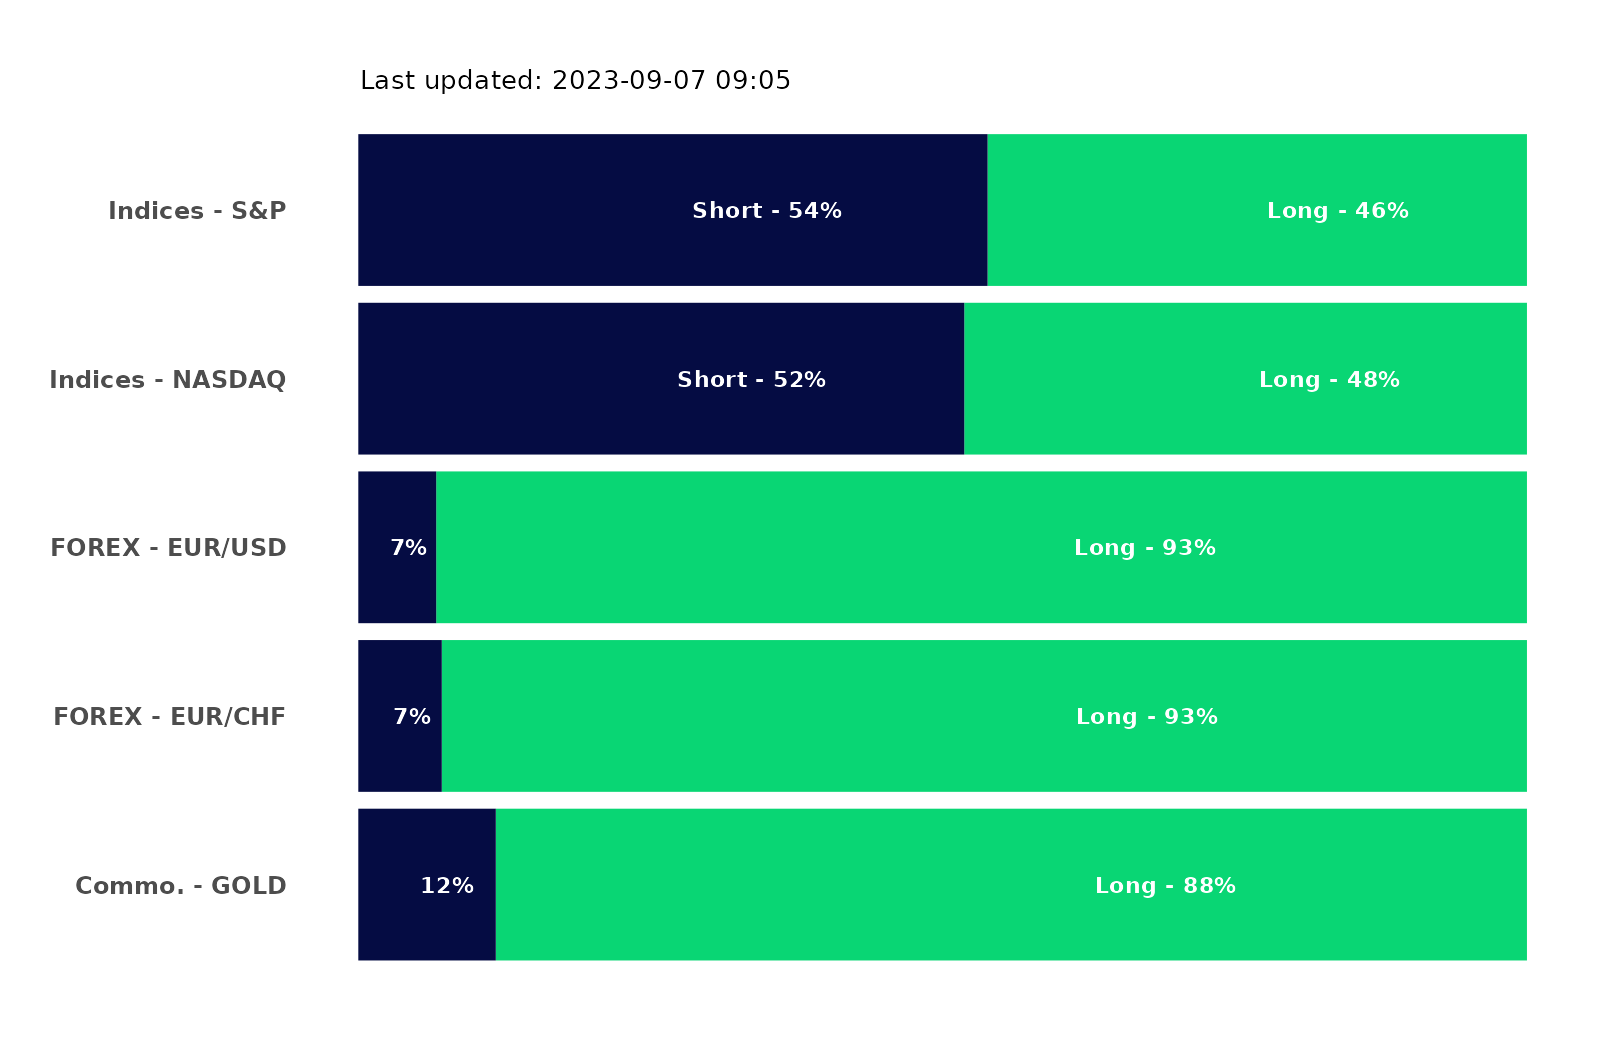 Last updated: 2023-09-07 09:05
Indices - S&P
Short - 54%
Long - 46%
Indices - NASDAQ
Short - 52%
Long - 48%
FOREX - EUR/USD
7%
Long - 93%
FOREX - EUR/CHF
7%
Long - 93%
Commo. - GOLD
12%
Long - 88%